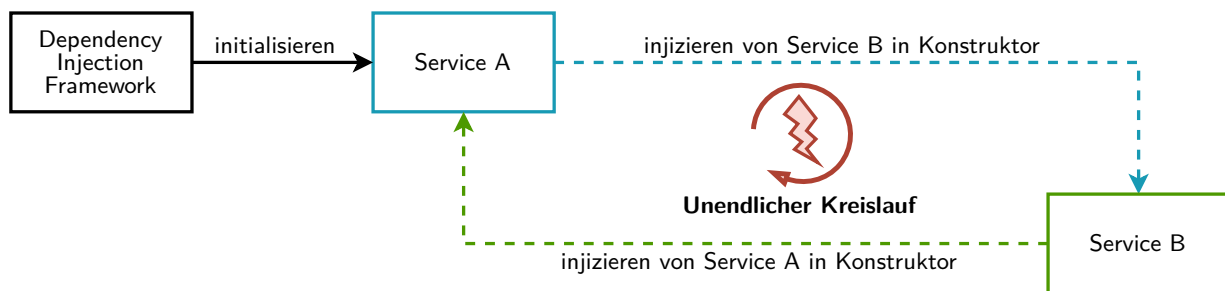 Dependency
Injection
Framework
initialisieren
Service A
injizieren von Service B in Konstruktor
Unendlicher Kreislauf
Service B
injizieren von Service A in Konstruktor